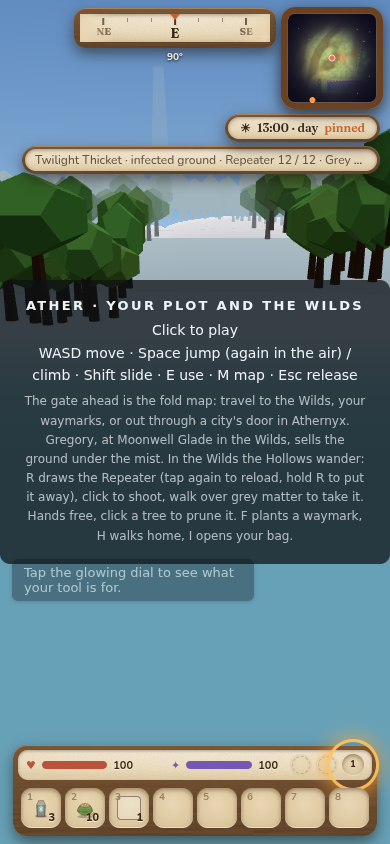 NE E SE
90°
13:00 · day pinned
Twilight Thicket · infected ground · Repeater 12 / 12 · Grey ...
ATHER · YOUR PLOT AND THE WILDS
Click to play
WASD move · Space jump (again in the air) /
climb · Shift slide · E use · M map · Esc release
The gate ahead is the fold map: travel to the Wilds, your
waymarks, or out through a city's door in Athernyx.
Gregory, at Moonwell Glade in the Wilds, sells the
ground under the mist. In the Wilds the Hollows wander:
R draws the Repeater (tap again to reload, hold R to put
it away), click to shoot, walk over grey matter to take it.
Hands free, click a tree to prune it. F plants a waymark,
H walks home, I opens your bag.
Tap the glowing dial to see what
your tool is for.
100 100 1
1 2 3 4 5 6 7 8
3 10 1